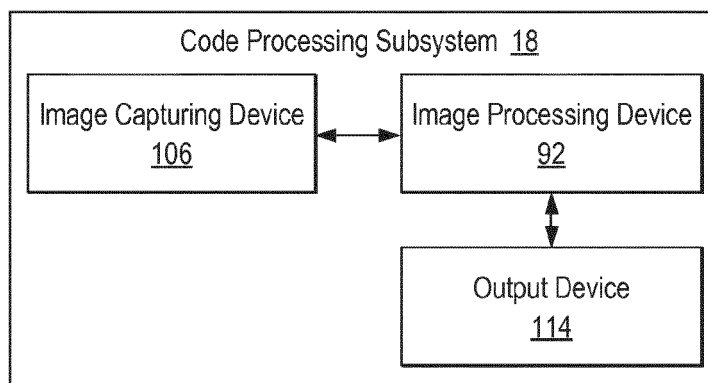 Code Processing Subsystem 18
Image Capturing Device
106
Image Processing Device
92
Output Device
114